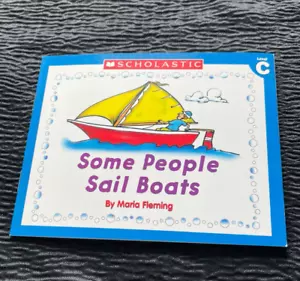 SCHOLASTIC
Level
C
Some People
Sail Boats
By Maria Fleming